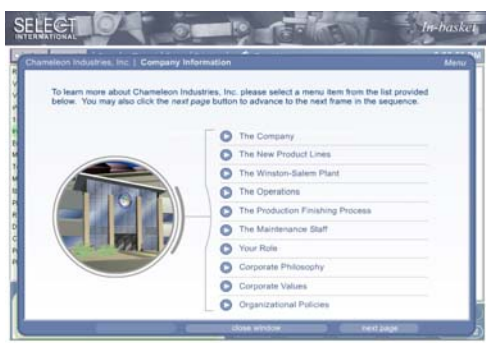 SELECT
INTERNATIONAL
In-basket
Chameleon Industries, Inc. | Company Information
Menu
To learn more about Chameleon Industries, Inc. please select a menu item from the list provided
below. You may also click the next page button to advance to the next frame in the sequence.
The Company
The New Product Lines
The Winston-Salem Plant
The Operations
The Production Finishing Process
The Maintenance Staff
Your Role
Corporate Philosophy
Corporate Values
Organizational Policies
close window
next page